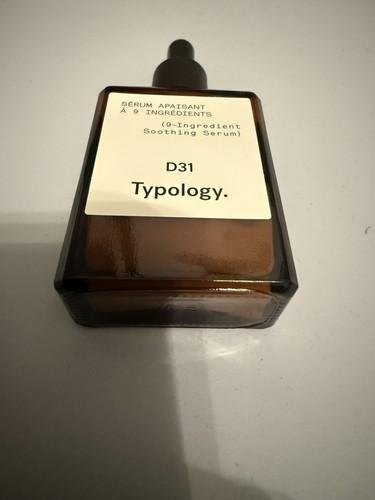 SÉRUM APAISANT
À 9 INGRÉDIENTS
(9-Ingredient
Soothing Serum)
D31
Typology.